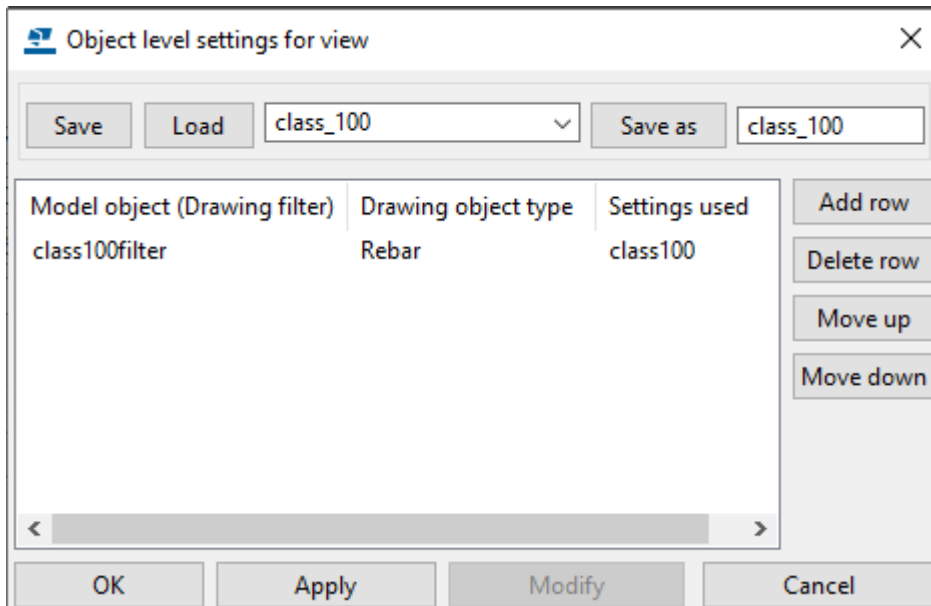 Object level settings for view
Save Load class_100 Save as class_100
Model object (Drawing filter) Drawing object type Settings used Add row
class100filter Rebar class100
Delete row
Move up
Move down
OK Apply Modify Cancel